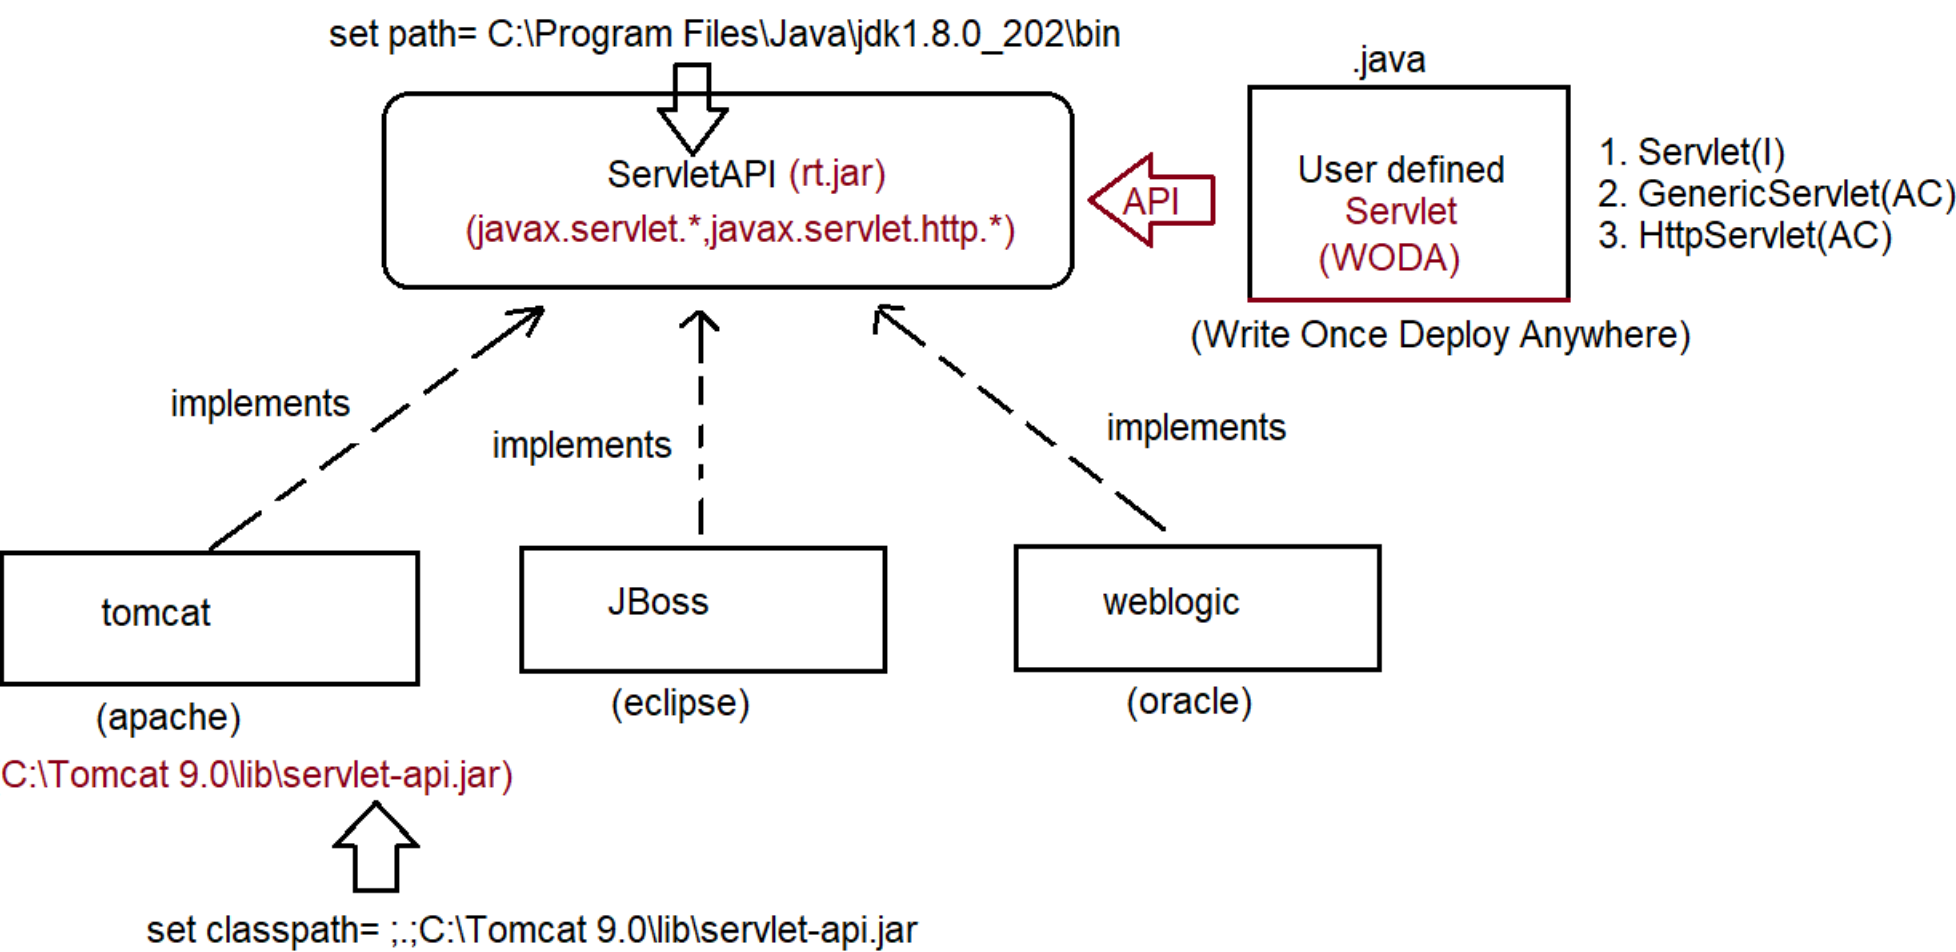 set path= C:\Program Files\Java\jdk1.8.0_202\bin
.java
ServletAPI (rt.jar)
(javax.servlet.*,javax.servlet.http.*)
API
User defined
Servlet
(WODA)
1. Servlet(I)
2. GenericServlet(AC)
3. HttpServlet(AC)
(Write Once Deploy Anywhere)
implements
implements
implements
tomcat
JBoss
weblogic
(apache)
(eclipse)
(oracle)
C:\Tomcat 9.0\lib\servlet-api.jar)
set classpath= ;.;C:\Tomcat 9.0\lib\servlet-api.jar